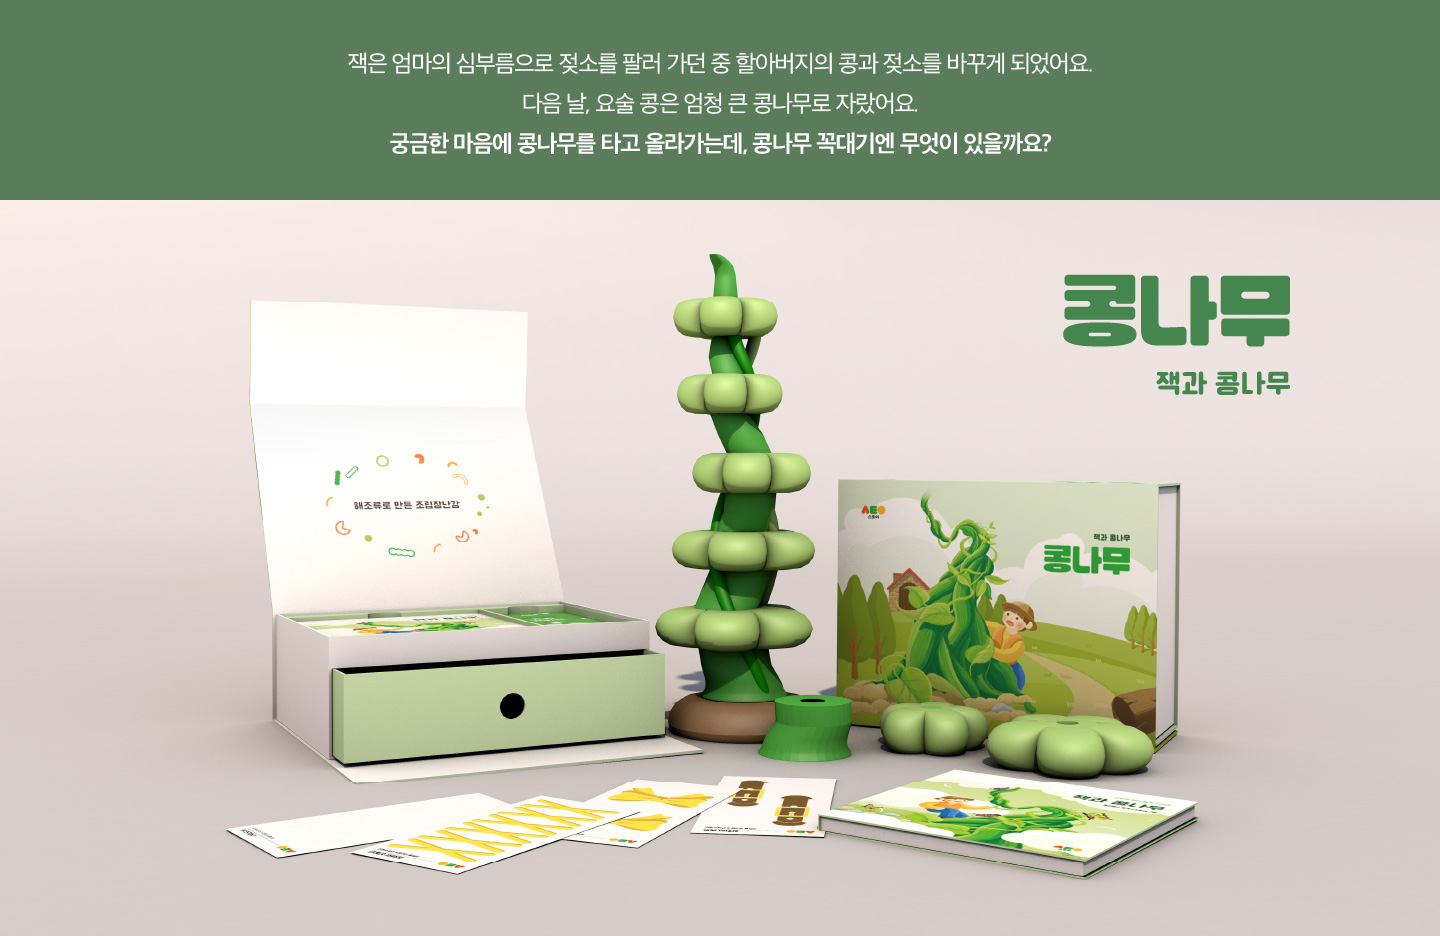 잭은 엄마의 심부름으로 젖소를 팔러 가던 중 할아버지의 콩과 젖소를 바꾸게 되었어요.
다음 날, 요술 콩은 엄청 큰 콩나무로 자랐어요.
궁금한 마음에 콩나무를 타고 올라가는데, 콩나무 꼭대기엔 무엇이 있을까요?
콩나무
잭과 콩나무
해조류로 만든 조립장난감
잭과 콩나무
콩나무
잭과 콩나무